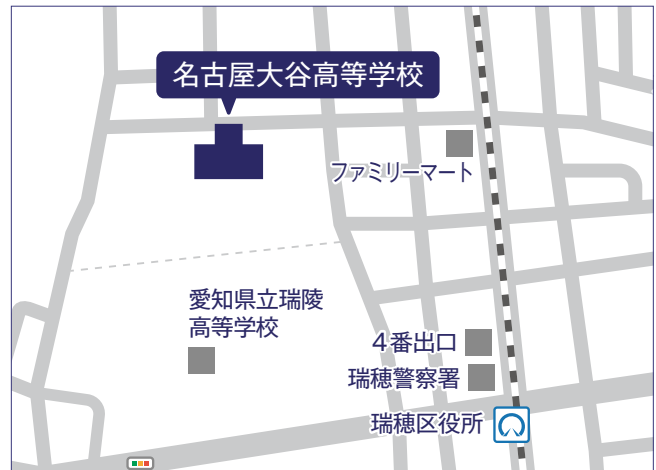 名古屋大谷高等学校
ファミリーマート
愛知県立瑞陵
高等学校
４番出口
瑞穂警察署
瑞穂区役所